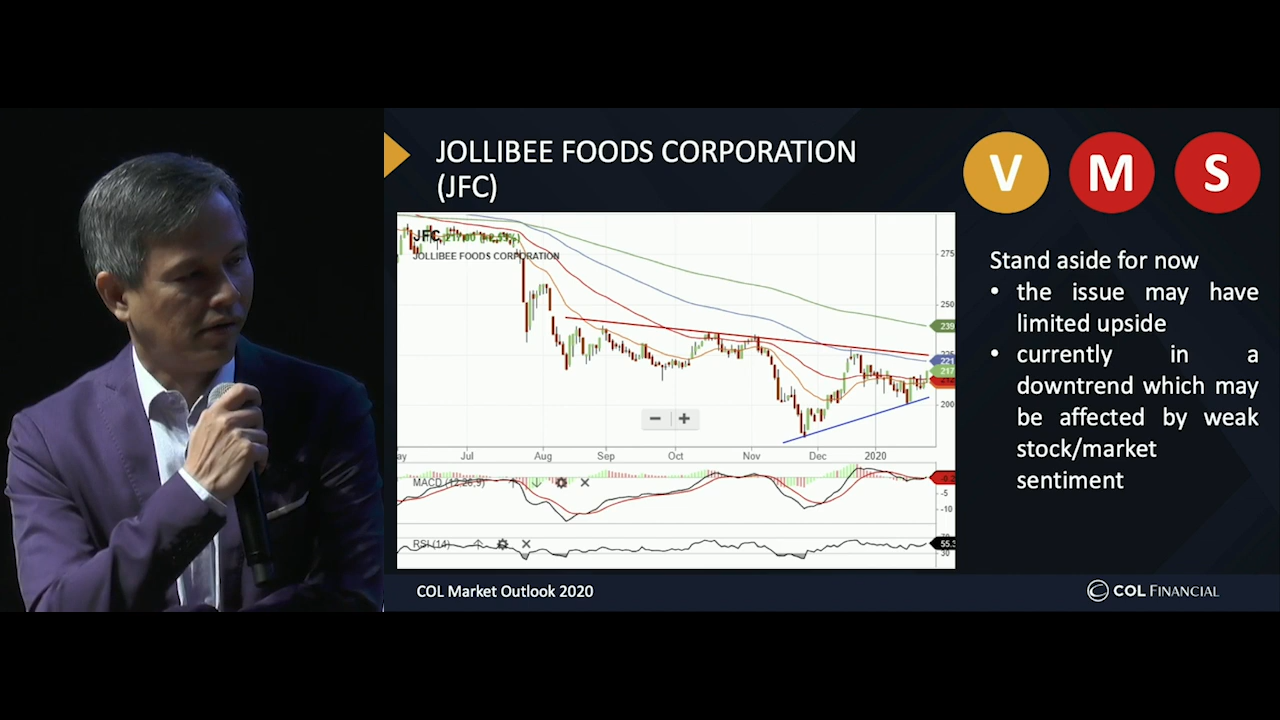 JOLLIBEE FOODS CORPORATION
(JFC)
V M S
JFC
JOLLIBEE FOODS CORPORATION
275
250
239
225
221
217
212
200
Jul Aug Sep Oct Nov Dec 2020
MACD (12,26,9)
-5
-10
RSI (14)
30
Stand aside for now
• the issue may have
limited upside
• currently in a
downtrend which may
be affected by weak
stock/market
sentiment
COL Market Outlook 2020
COL FINANCIAL